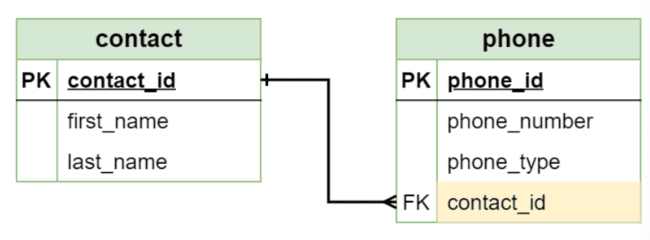 contact
PK contact_id
first_name
last_name
phone
PK phone_id
phone_number
phone_type
FK contact_id